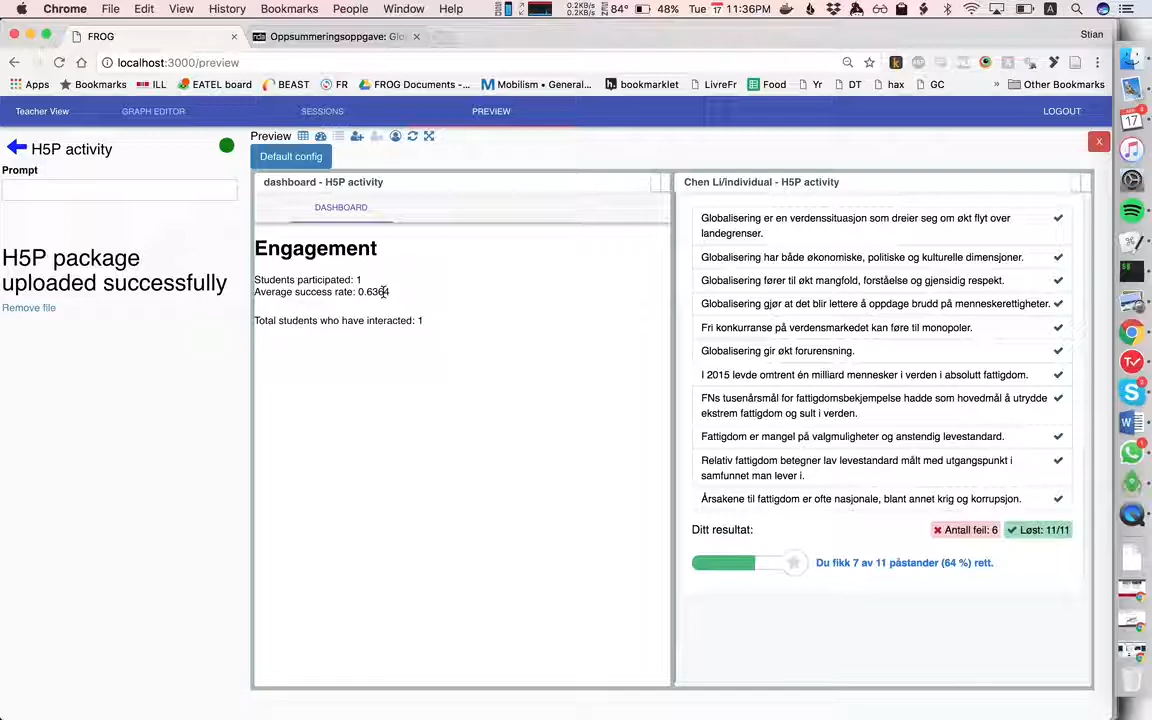 Chrome File Edit View History Bookmarks People Window Help 0.2KB/s 0.2KB/s 84° 48% Tue 17 11:36PM
FROG Oppsummeringsoppgave: Glo Stian
localhost:3000/preview
Apps Bookmarks ILL EATEL board BEAST FR FROG Documents -... Mobilism • General... bookmarklet LivreFr Food Yr DT hax GC » Other Bookmarks
Teacher View GRAPH EDITOR SESSIONS PREVIEW LOGOUT
H5P activity
Prompt
H5P package
uploaded successfully
Remove file
Preview
X
Default config
dashboard - H5P activity
DASHBOARD
Engagement
Students participated: 1
Average success rate: 0.6364
Total students who have interacted: 1
Chen Li/individual - H5P activity
Globalisering er en verdenssituasjon som dreier seg om økt flyt over
landegrenser.
Globalisering har både økonomiske, politiske og kulturelle dimensjoner.
Globalisering fører til økt mangfold, forståelse og gjensidig respekt.
Globalisering gjør at det blir lettere å oppdage brudd på menneskerettigheter.
Fri konkurranse på verdensmarkedet kan føre til monopoler.
Globalisering gir økt forurensning.
I 2015 levde omtrent én milliard mennesker i verden i absolutt fattigdom.
FNs tusenårsmål for fattigdomsbekjempelse hadde som hovedmål å utrydde
ekstrem fattigdom og sult i verden.
Fattigdom er mangel på valgmuligheter og anstendig levestandard.
Relativ fattigdom betegner lav levestandard målt med utgangspunkt i
samfunnet man lever i.
Årsakene til fattigdom er ofte nasjonale, blant annet krig og korrupsjon.
Ditt resultat: Antall feil: 6 Løst: 11/11
Du fikk 7 av 11 påstander (64 %) rett.